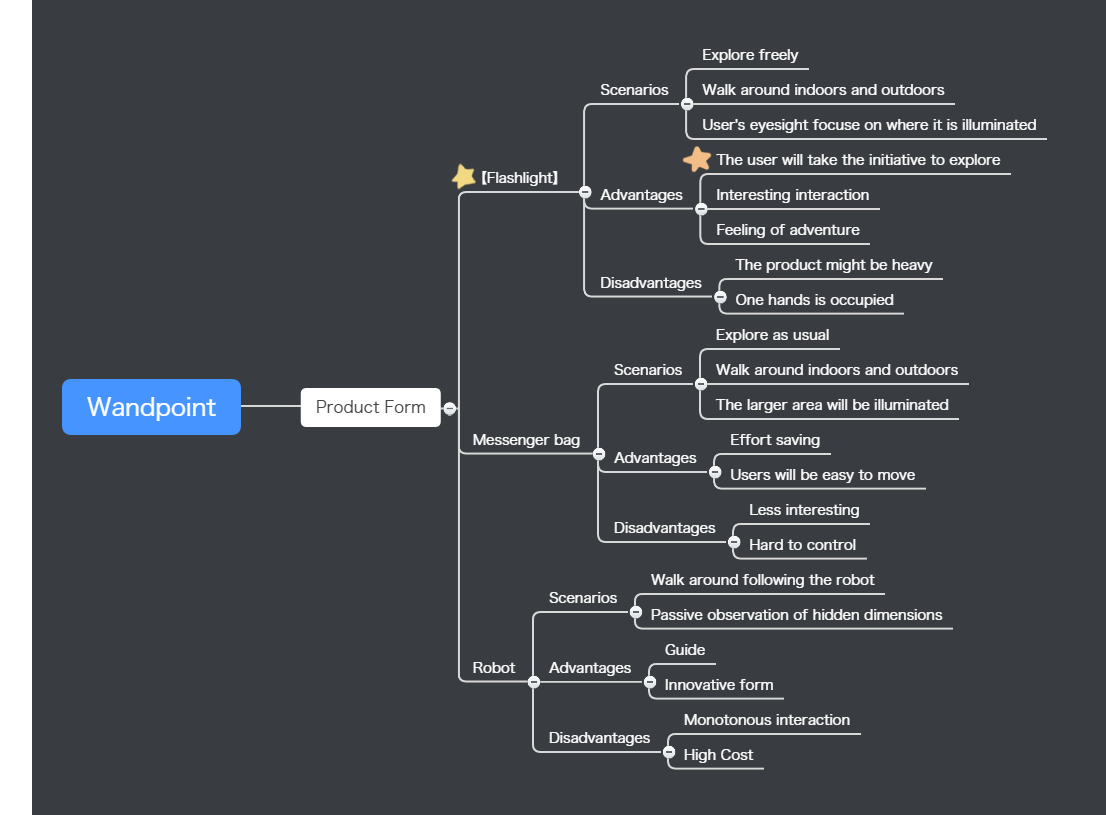 Wandpoint
Product Form
【Flashlight】
Scenarios
Explore freely
Walk around indoors and outdoors
User's eyesight focus on where it is illuminated
Advantages
The user will take the initiative to explore
Interesting interaction
Feeling of adventure
Disadvantages
The product might be heavy
One hands is occupied
Messenger bag
Scenarios
Explore as usual
Walk around indoors and outdoors
The larger area will be illuminated
Advantages
Effort saving
Users will be easy to move
Disadvantages
Less interesting
Hard to control
Robot
Scenarios
Walk around following the robot
Passive observation of hidden dimensions
Advantages
Guide
Innovative form
Disadvantages
Monotonous interaction
High Cost